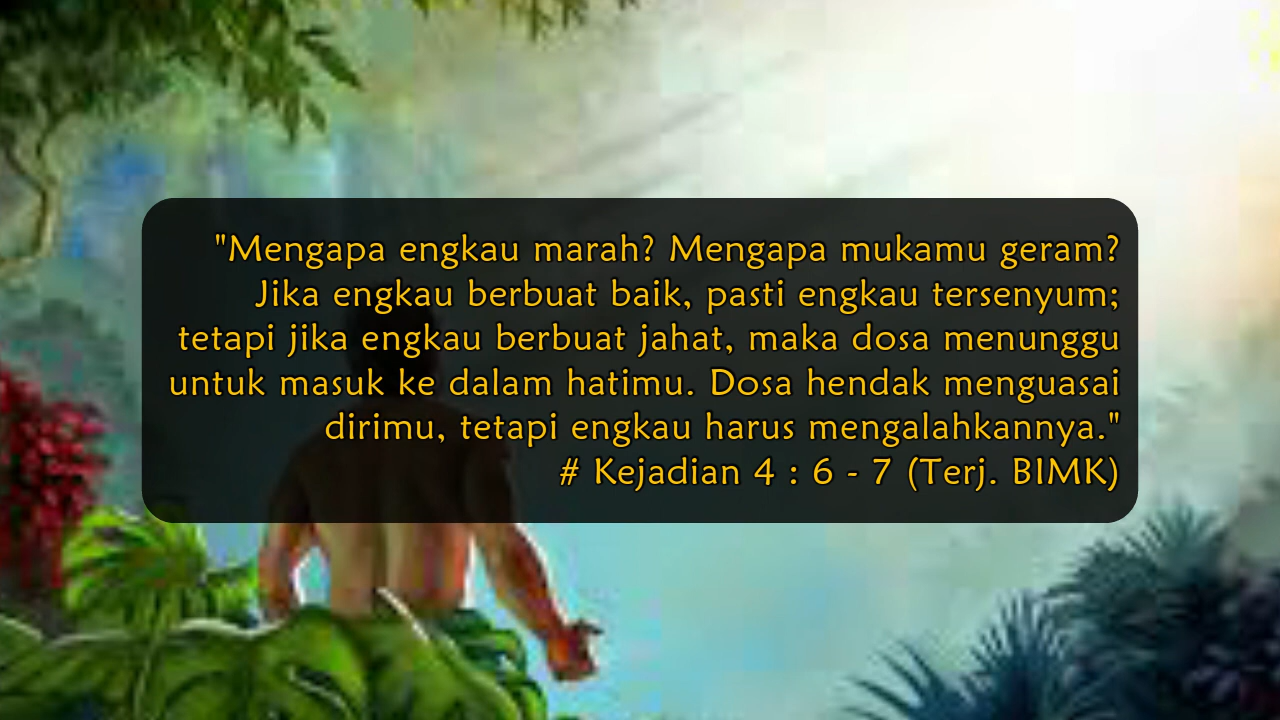 "Mengapa engkau marah? Mengapa mukamu geram?
Jika engkau berbuat baik, pasti engkau tersenyum;
tetapi jika engkau berbuat jahat, maka dosa menunggu
untuk masuk ke dalam hatimu. Dosa hendak menguasai
dirimu, tetapi engkau harus mengalahkannya."
# Kejadian 4 : 6 - 7 (Terj. BIMK)